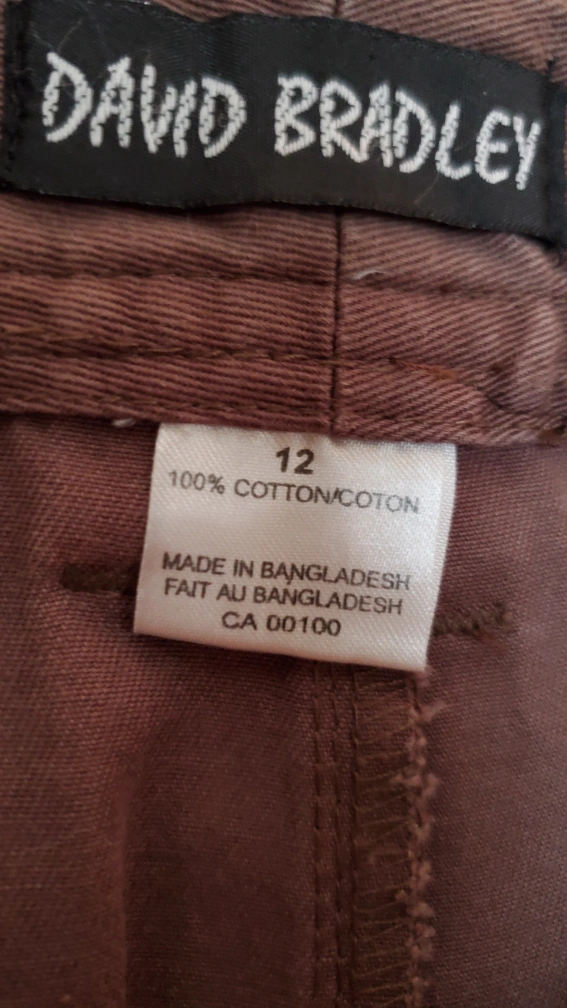 DAVID BRADLEY
12
100% COTTON/COTON
MADE IN BANGLADESH
FAIT AU BANGLADESH
CA 00100